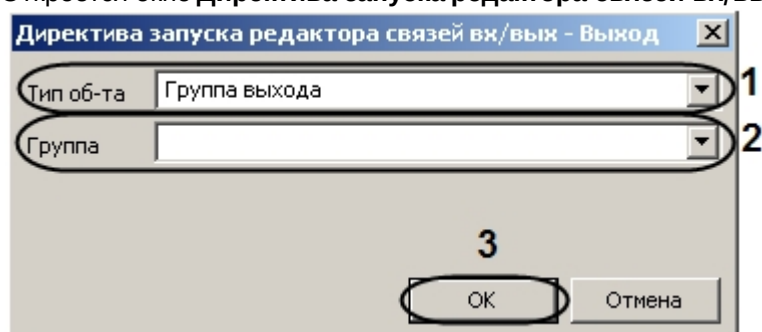 Директива запуска редактора связей вх/вых - Выход
Тип об-та Группа выхода 1
Группа 2
3
OK Отмена